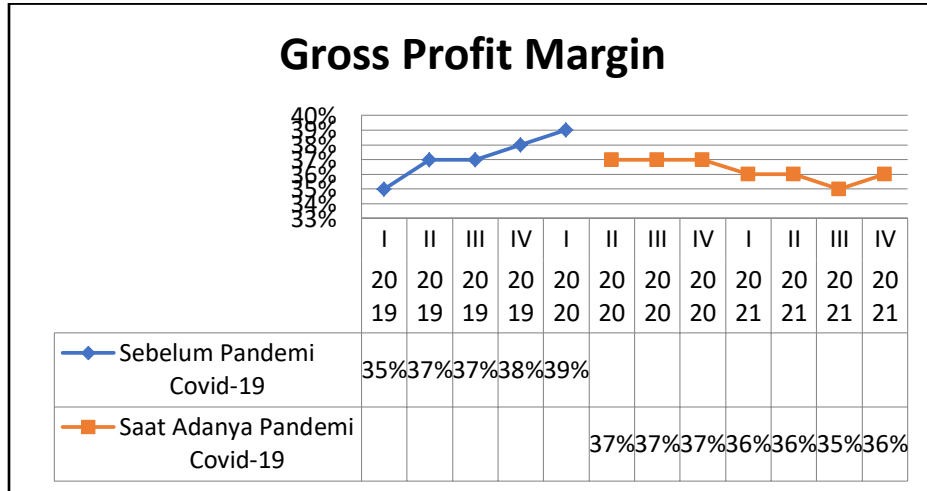 Gross Profit Margin
40%
39%
38%
37%
36%
35%
34%
33%
I II III IV I II III IV I II III IV
20 20 20 20 20 20 20 20 20 20 20 20
19 19 19 19 20 20 20 20 21 21 21 21
Sebelum Pandemi
Covid-19
35% 37% 37% 38% 39%
Saat Adanya Pandemi
Covid-19
37% 37% 37% 36% 36% 35% 36%